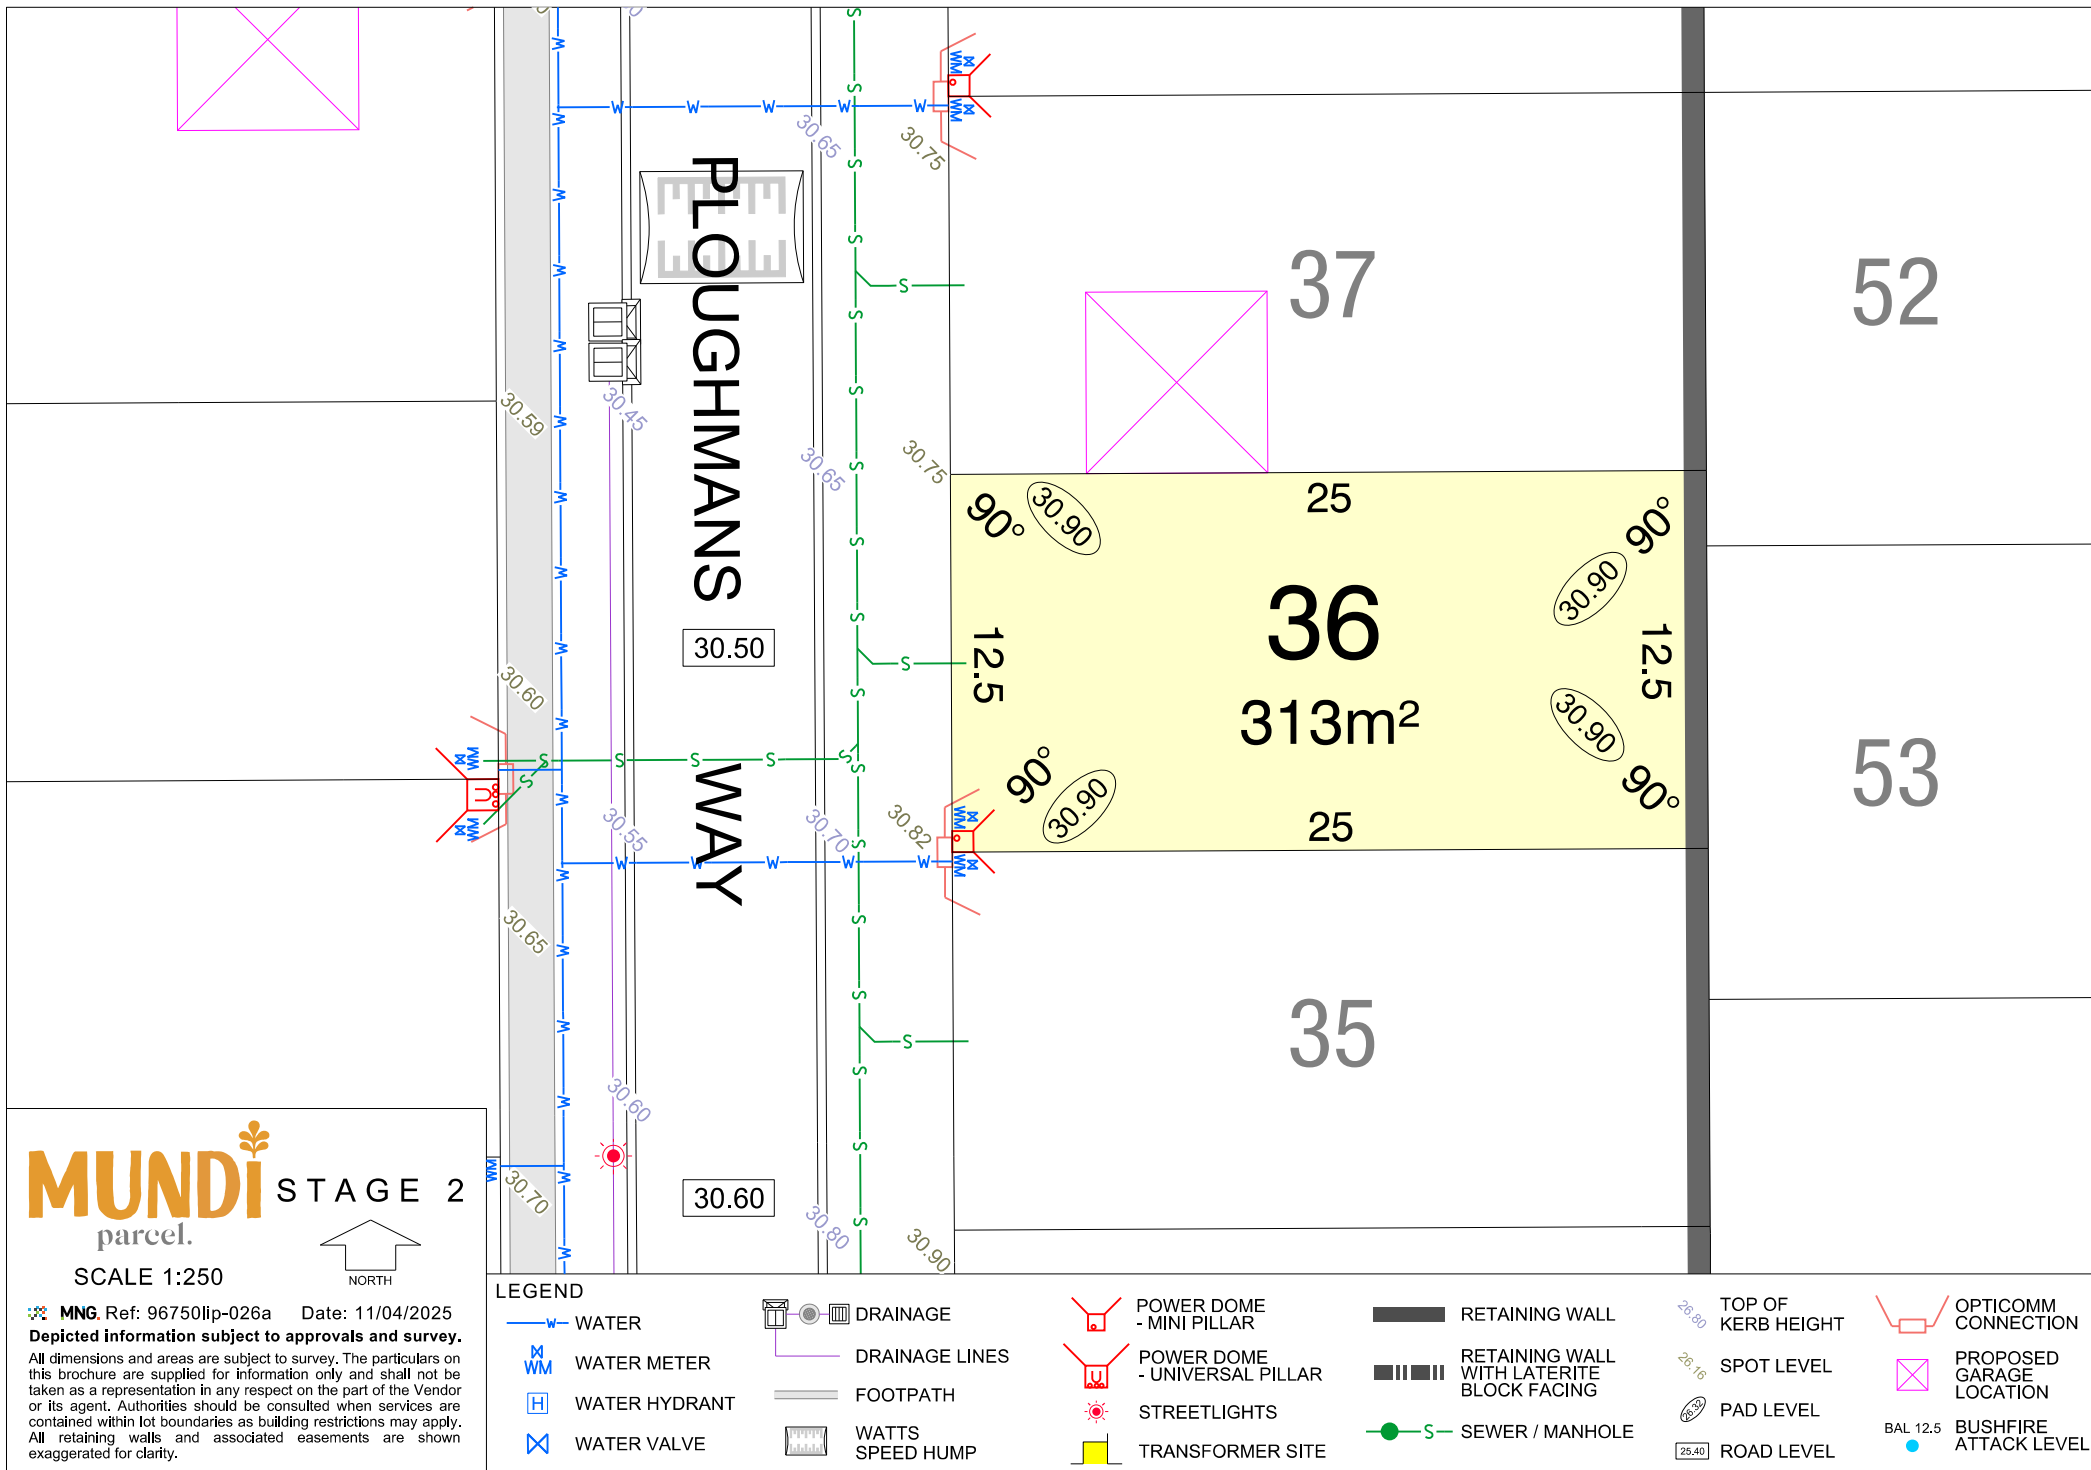 PLOUGHMANS WAY
30.65
30.75
37
52
30.59
30.45
30.65
30.75
90°
30.90
25
90°
30.90
30.50
36
12.5
12.5
313m²
30.60
30.90
53
90°
30.90
90°
30.55
30.70
30.82
25
30.65
35
30.60
30.70
30.60
30.80
30.90
MUNDi STAGE 2
parcel.
SCALE 1:250
NORTH
MNG Ref: 96750lip-026a Date: 11/04/2025
Depicted information subject to approvals and survey.
All dimensions and areas are subject to survey. The particulars on
this brochure are supplied for information only and shall not be
taken as a representation in any respect on the part of the Vendor
or its agent. Authorities should be consulted when services are
contained within lot boundaries as building restrictions may apply.
All retaining walls and associated easements are shown
exaggerated for clarity.
LEGEND
W WATER
WM WATER METER
H WATER HYDRANT
WATER VALVE
DRAINAGE
DRAINAGE LINES
FOOTPATH
WATTS
SPEED HUMP
POWER DOME
- MINI PILLAR
POWER DOME
- UNIVERSAL PILLAR
STREETLIGHTS
TRANSFORMER SITE
RETAINING WALL
RETAINING WALL
WITH LATERITE
BLOCK FACING
S SEWER / MANHOLE
26.80 TOP OF
KERB HEIGHT
26.16 SPOT LEVEL
26.32 PAD LEVEL
25.40 ROAD LEVEL
OPTICOMM
CONNECTION
PROPOSED
GARAGE
LOCATION
BAL 12.5 BUSHFIRE
ATTACK LEVEL